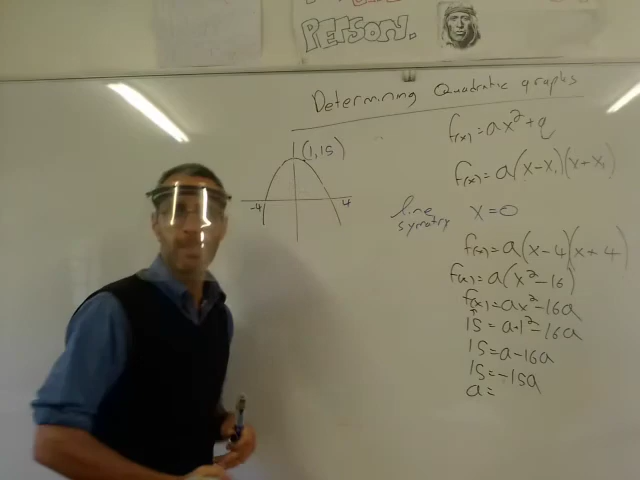 PERSON.
Determining Quadratic graphs
f(x)=ax²+q
(1,15)
f(x)=a(x-x₁)(x+x₁)
-4
4
line symetry x=0
f(x)=a(x-4)(x+4)
f(x)=a(x²-16)
f(x)=ax²-16a
15=a·1²-16a
15=a-16a
15=-15a
a=